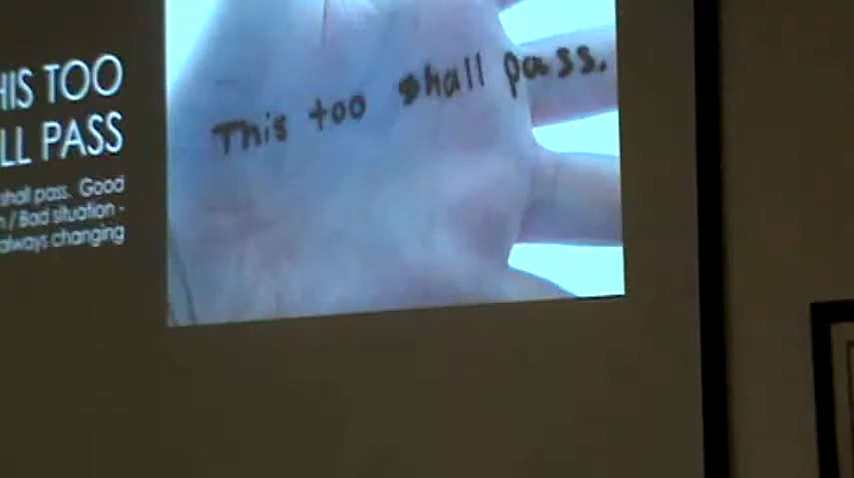 HIS TOO
LL PASS
shall pass. Good
n / Bad situation -
always changing
This too shall pass.